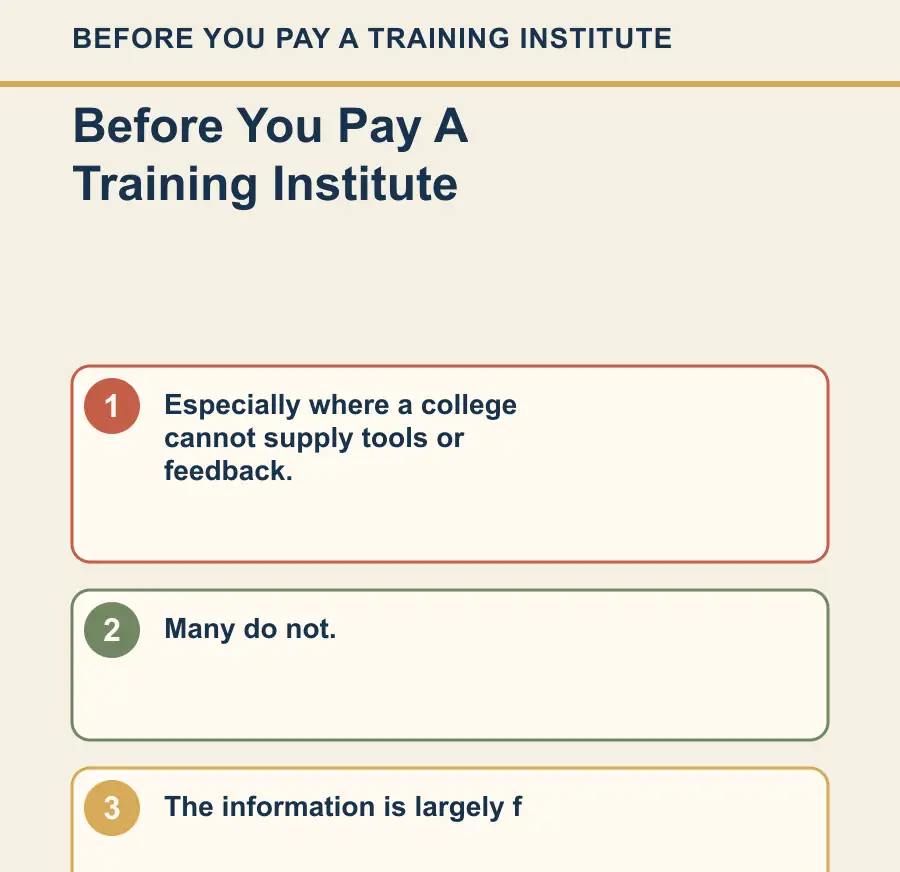 BEFORE YOU PAY A TRAINING INSTITUTE
Before You Pay A
Training Institute
1
Especially where a college
cannot supply tools or
feedback.
2
Many do not.
3
The information is largely f